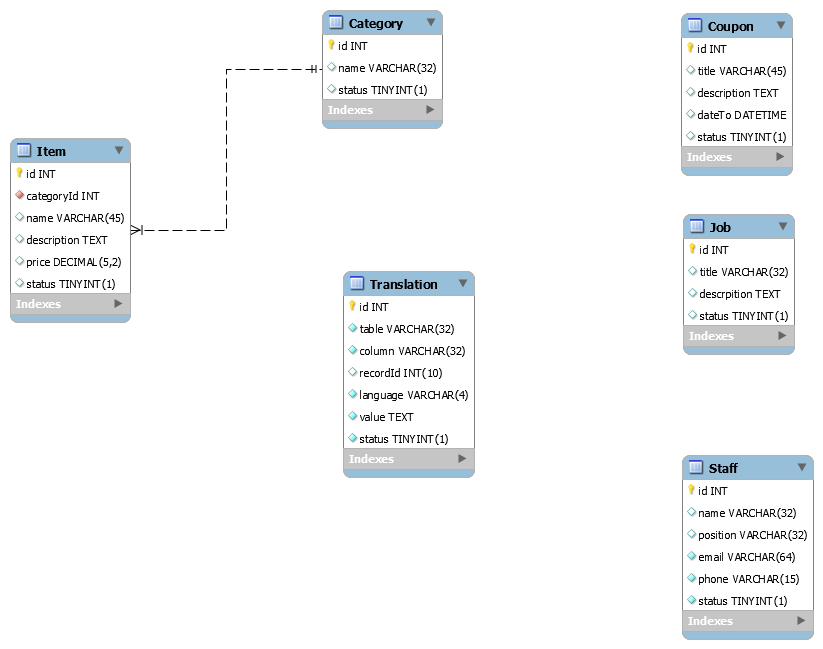 Category
id INT
name VARCHAR(32)
status TINYINT(1)
Indexes
Coupon
id INT
title VARCHAR(45)
description TEXT
dateTo DATETIME
status TINYINT(1)
Indexes
Item
id INT
categoryId INT
name VARCHAR(45)
description TEXT
price DECIMAL(5,2)
status TINYINT(1)
Indexes
Job
id INT
title VARCHAR(32)
descrpition TEXT
status TINYINT(1)
Indexes
Translation
id INT
table VARCHAR(32)
column VARCHAR(32)
recordId INT(10)
language VARCHAR(4)
value TEXT
status TINYINT(1)
Indexes
Staff
id INT
name VARCHAR(32)
position VARCHAR(32)
email VARCHAR(64)
phone VARCHAR(15)
status TINYINT(1)
Indexes